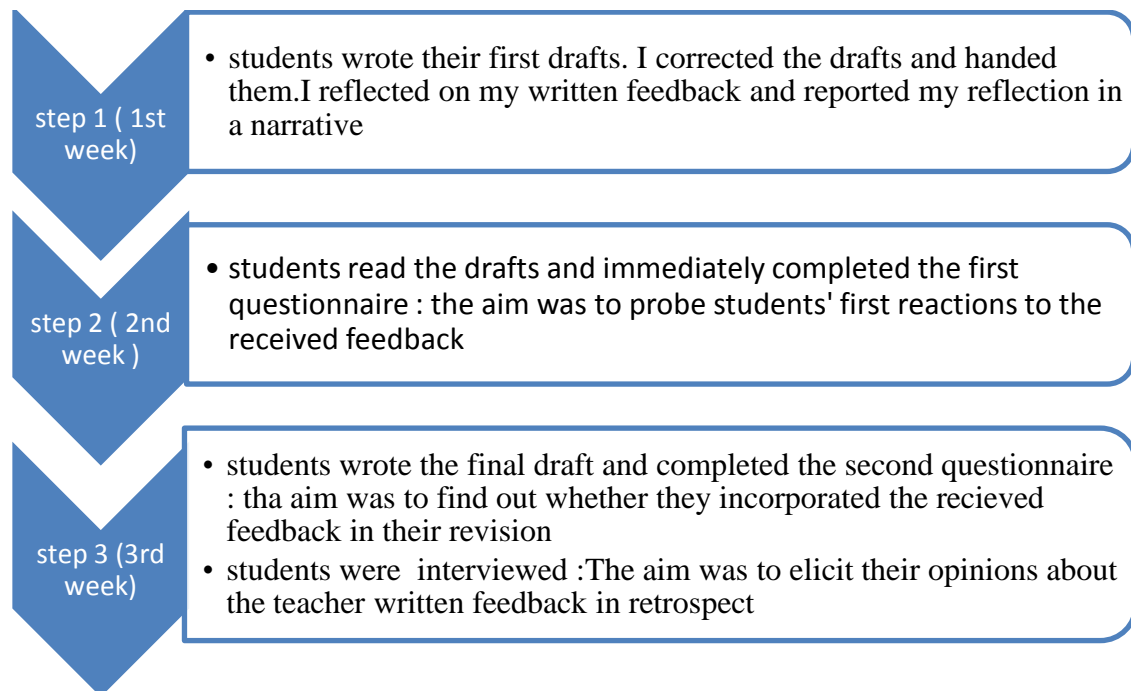 step 1 ( 1st
week)
• students wrote their first drafts. I corrected the drafts and handed
them.I reflected on my written feedback and reported my reflection in
a narrative
step 2 ( 2nd
week )
• students read the drafts and immediately completed the first
questionnaire : the aim was to probe students' first reactions to the
received feedback
step 3 (3rd
week)
• students wrote the final draft and completed the second questionnaire
: tha aim was to find out whether they incorporated the recieved
feedback in their revision
• students were interviewed :The aim was to elicit their opinions about
the teacher written feedback in retrospect